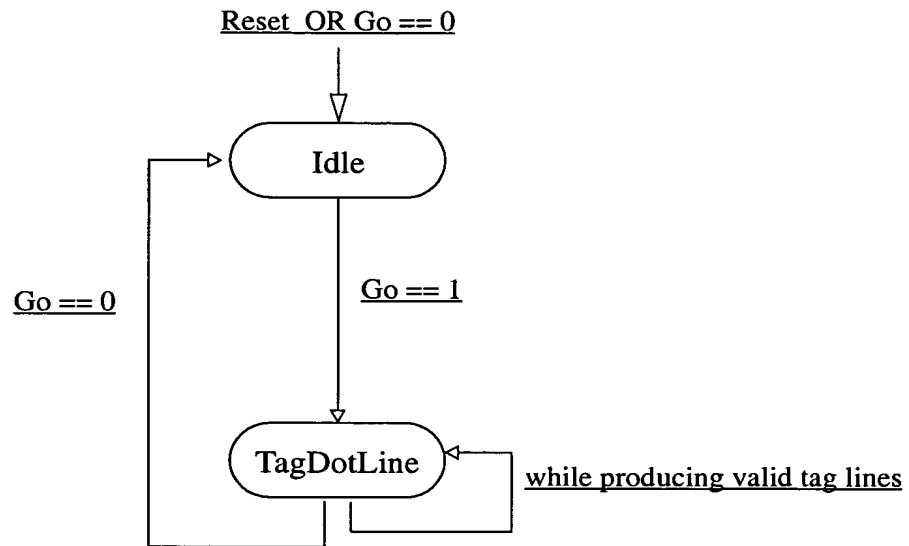 Reset OR Go == 0
Idle
Go == 0
Go == 1
TagDotLine
while producing valid tag lines